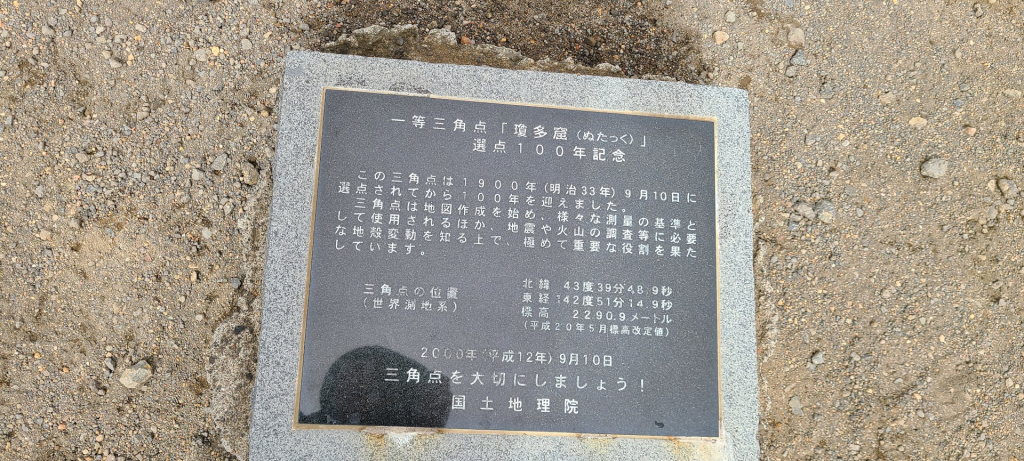 一等三角点「瓊多窟(ぬたっく)」
選点100年記念
この三角点は1900年(明治33年)9月10日に
選点されてから100年を迎えました。
三角点は地図作成を始め、様々な測量の基準と
して使用されるほか、地震や火山の調査等に必要
な地殻変動を知る上で、極めて重要な役割を果た
しています。
三角点の位置
(世界測地系)
北緯 43度39分48.9秒
東経142度51分14.9秒
標高 2290.9メートル
(平成20年5月標高改定値)
2000年(平成12年)9月10日
三角点を大切にしましょう!
国土地理院